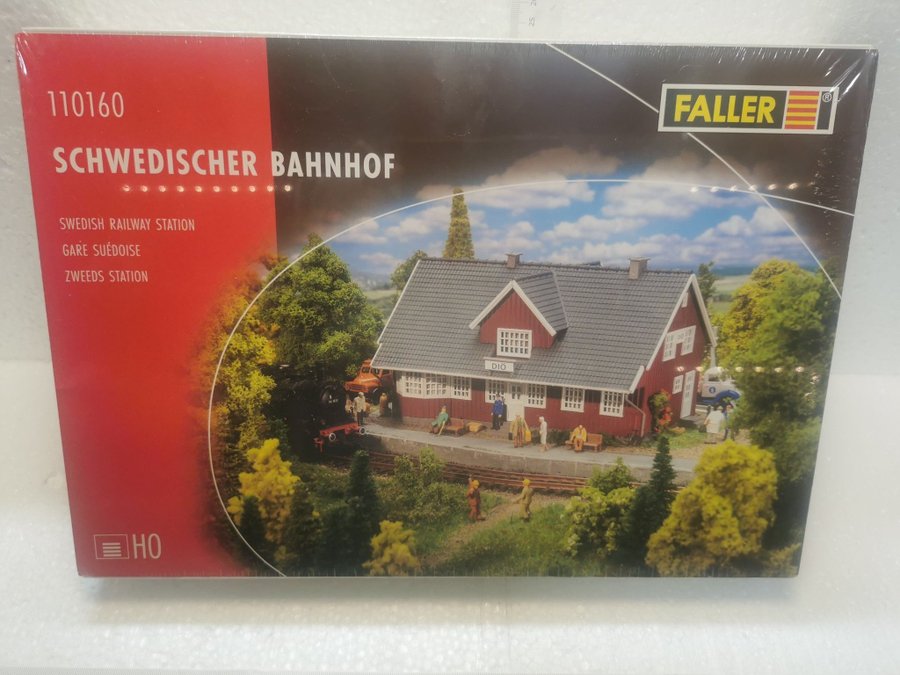 110160
FALLER®
SCHWEDISCHER BAHNHOF
SWEDISH RAILWAY STATION
GARE SUÉDOISE
ZWEEDS STATION
DIÖ
H0